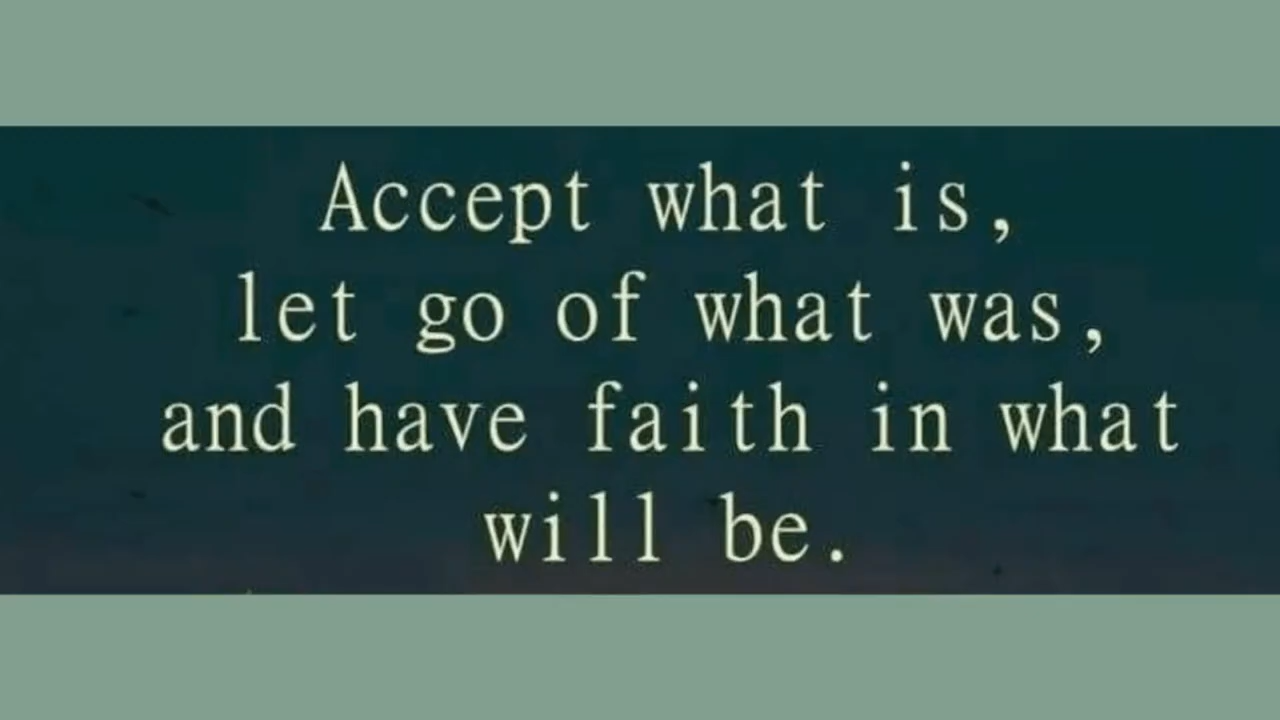 Accept what is,
let go of what was,
and have faith in what
will be.